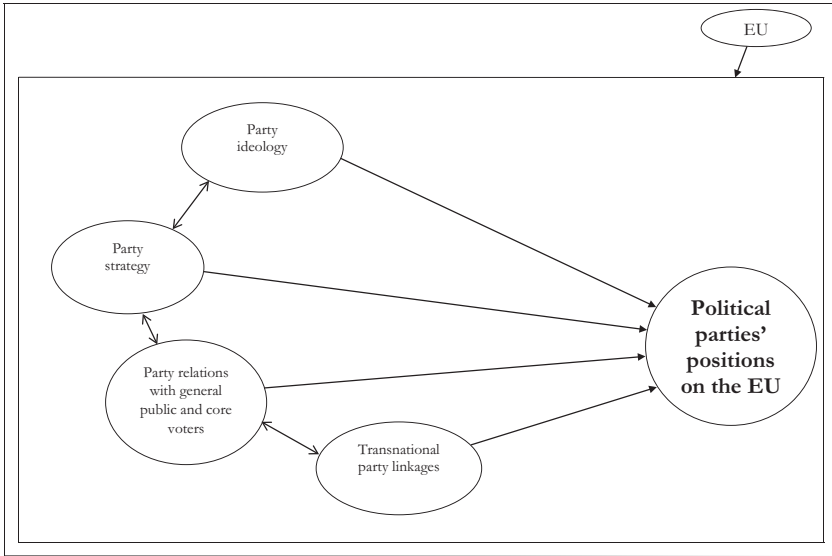 EU
Party
ideology
Party
strategy
Political
parties’
positions
on the EU
Party relations
with general
public and core
voters
Transnational
party linkages